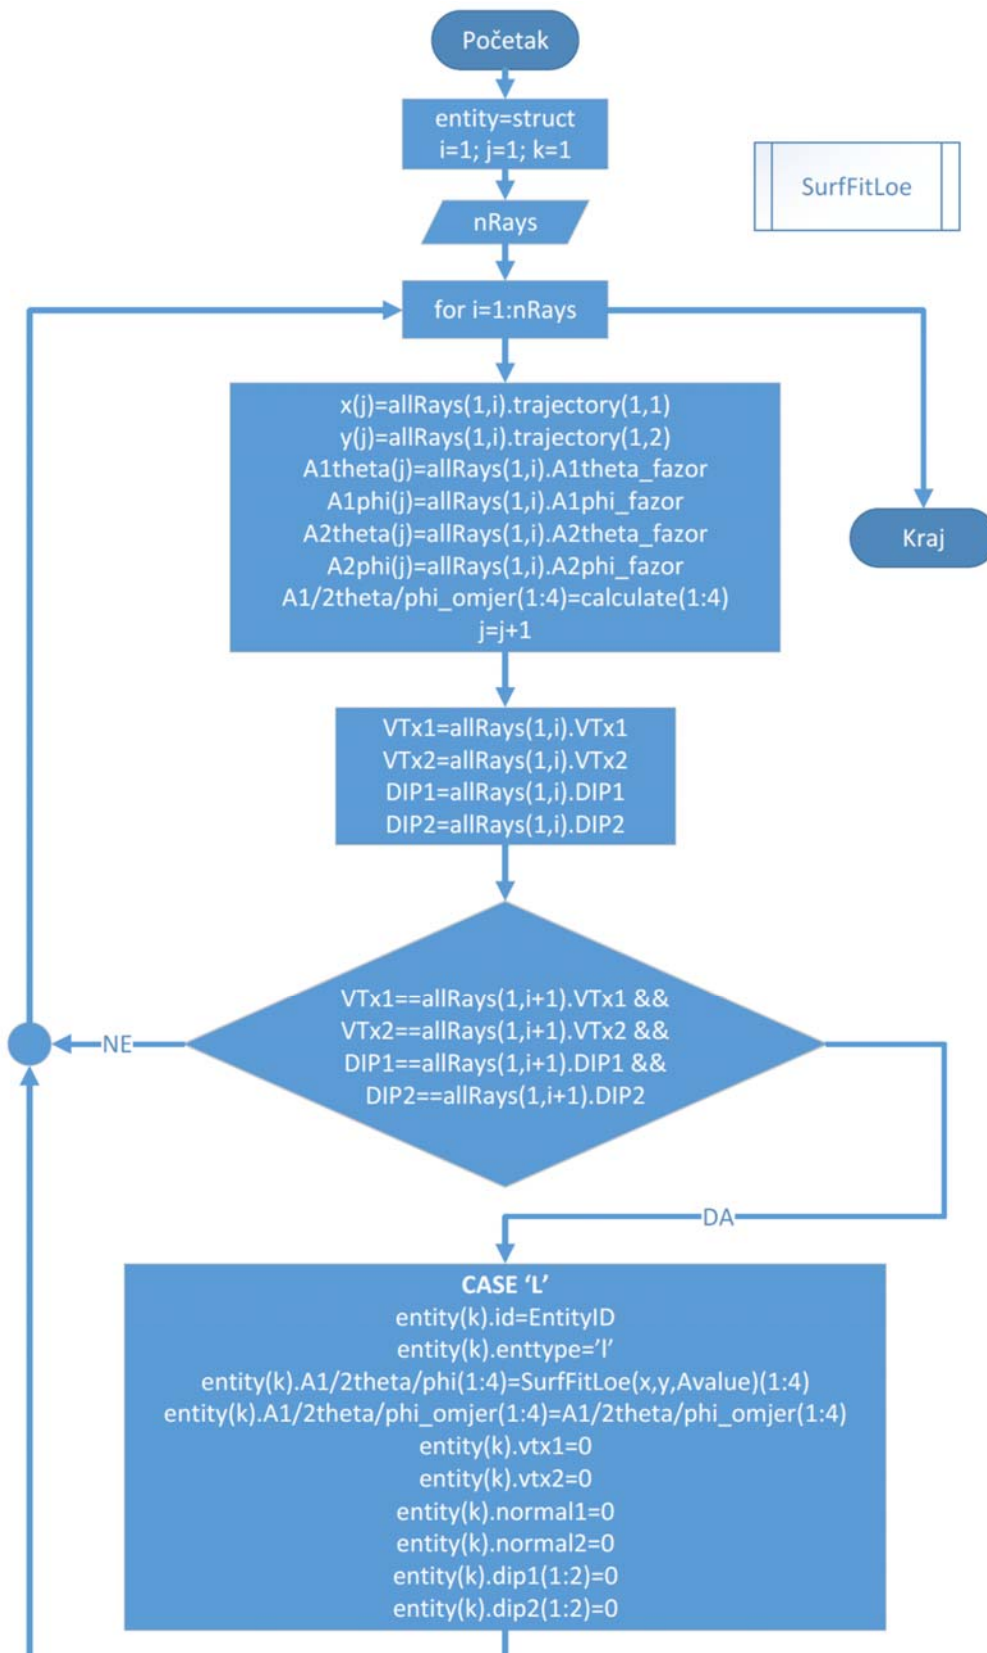 Početak
entity=struct
i=1; j=1; k=1
SurfFitLoe
nRays
for i=1:nRays
x(j)=allRays(1,i).trajectory(1,1)
y(j)=allRays(1,i).trajectory(1,2)
A1theta(j)=allRays(1,i).A1theta_fazor
A1phi(j)=allRays(1,i).A1phi_fazor
A2theta(j)=allRays(1,i).A2theta_fazor
A2phi(j)=allRays(1,i).A2phi_fazor
A1/2theta/phi_omjer(1:4)=calculate(1:4)
j=j+1
Kraj
VTx1=allRays(1,i).VTx1
VTx2=allRays(1,i).VTx2
DIP1=allRays(1,i).DIP1
DIP2=allRays(1,i).DIP2
VTx1==allRays(1,i+1).VTx1 &&
VTx2==allRays(1,i+1).VTx2 &&
DIP1==allRays(1,i+1).DIP1 &&
DIP2==allRays(1,i+1).DIP2
NE
DA
CASE ‘L’
entity(k).id=EntityID
entity(k).enttype=’l’
entity(k).A1/2theta/phi(1:4)=SurfFitLoe(x,y,Avalue)(1:4)
entity(k).A1/2theta/phi_omjer(1:4)=A1/2theta/phi_omjer(1:4)
entity(k).vtx1=0
entity(k).vtx2=0
entity(k).normal1=0
entity(k).normal2=0
entity(k).dip1(1:2)=0
entity(k).dip2(1:2)=0